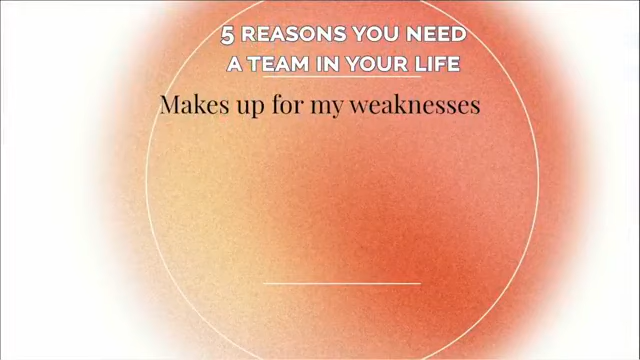 5 REASONS YOU NEED
A TEAM IN YOUR LIFE
Makes up for my weaknesses